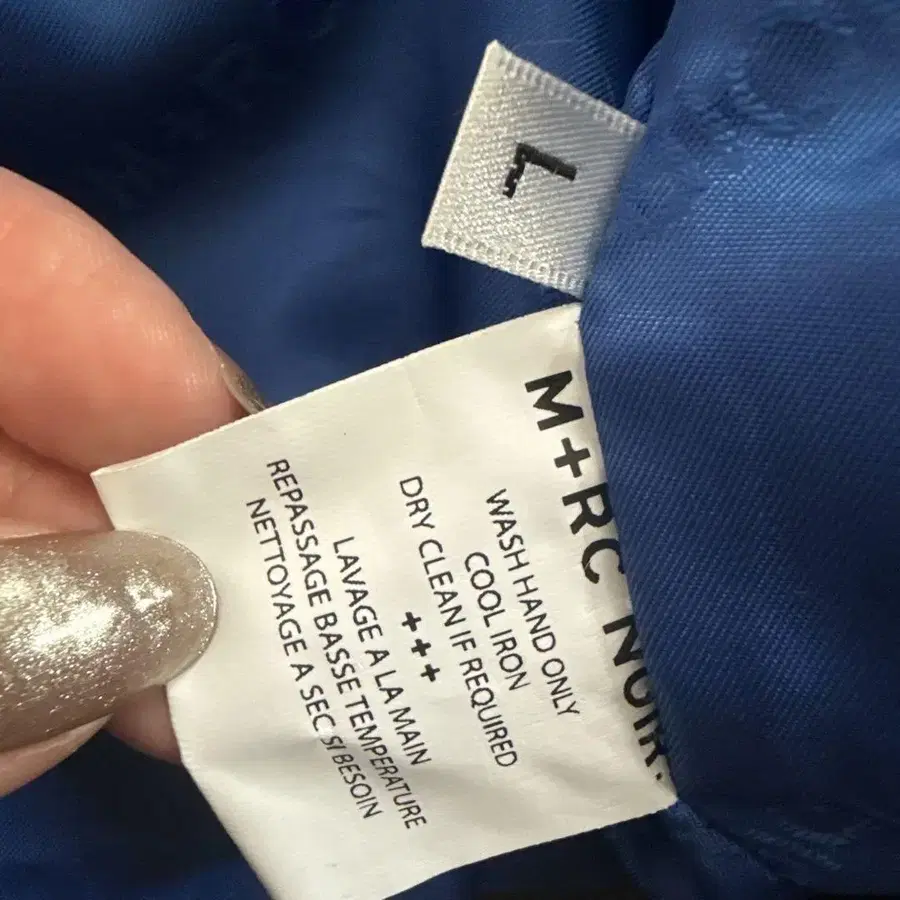 L
M+RC NOIR.
WASH HAND ONLY
COOL IRON
DRY CLEAN IF REQUIRED
+++
LAVAGE A LA MAIN
REPASSAGE BASSE TEMPERATURE
NETTOYAGE A SEC SI BESOIN